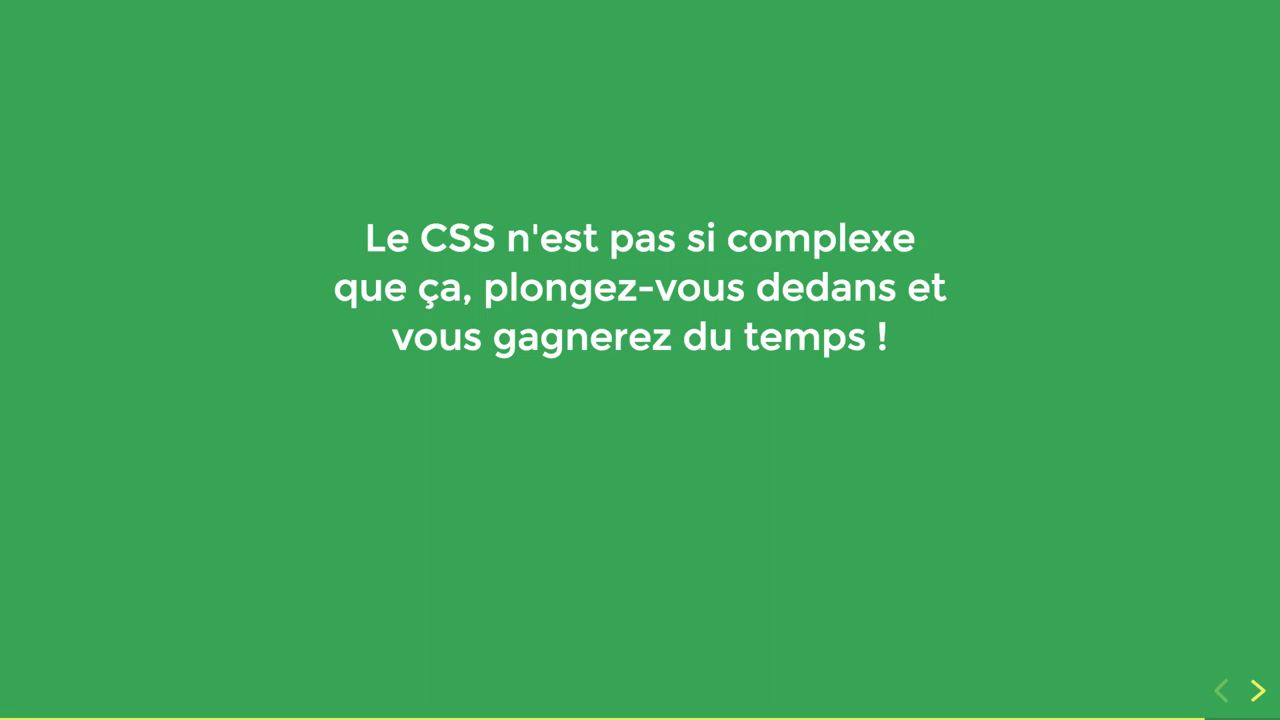 Le CSS n'est pas si complexe
que ça, plongez-vous dedans et
vous gagnerez du temps !